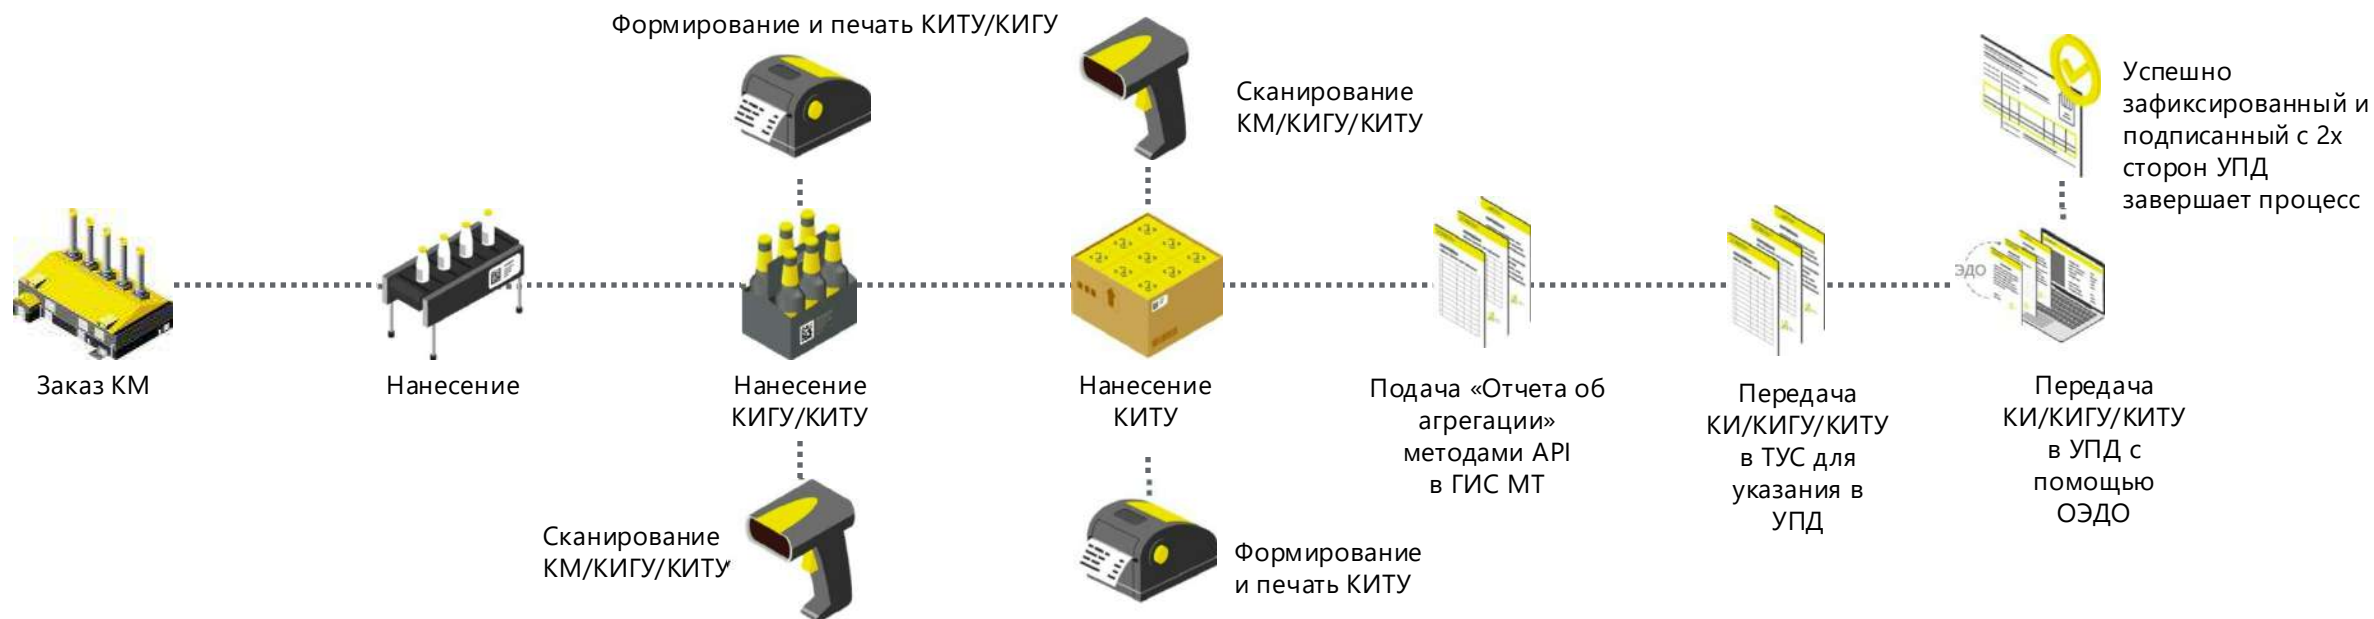 Формирование и печать КИТУ/КИГУ
Сканирование
КМ/КИГУ/КИТУ
Успешно
зафиксированный и
подписанный с 2х
сторон УПД
завершает процесс
ЭДО
Заказ КМ
Нанесение
Нанесение
КИГУ/КИТУ
Нанесение
КИТУ
Подача «Отчета об
агрегации»
методами API
в ГИС МТ
Передача
КИ/КИГУ/КИТУ
в ТУС для
указания в
УПД
Передача
КИ/КИГУ/КИТУ
в УПД с
помощью
ОЭДО
Сканирование
КМ/КИГУ/КИТУ
Формирование
и печать КИТУ